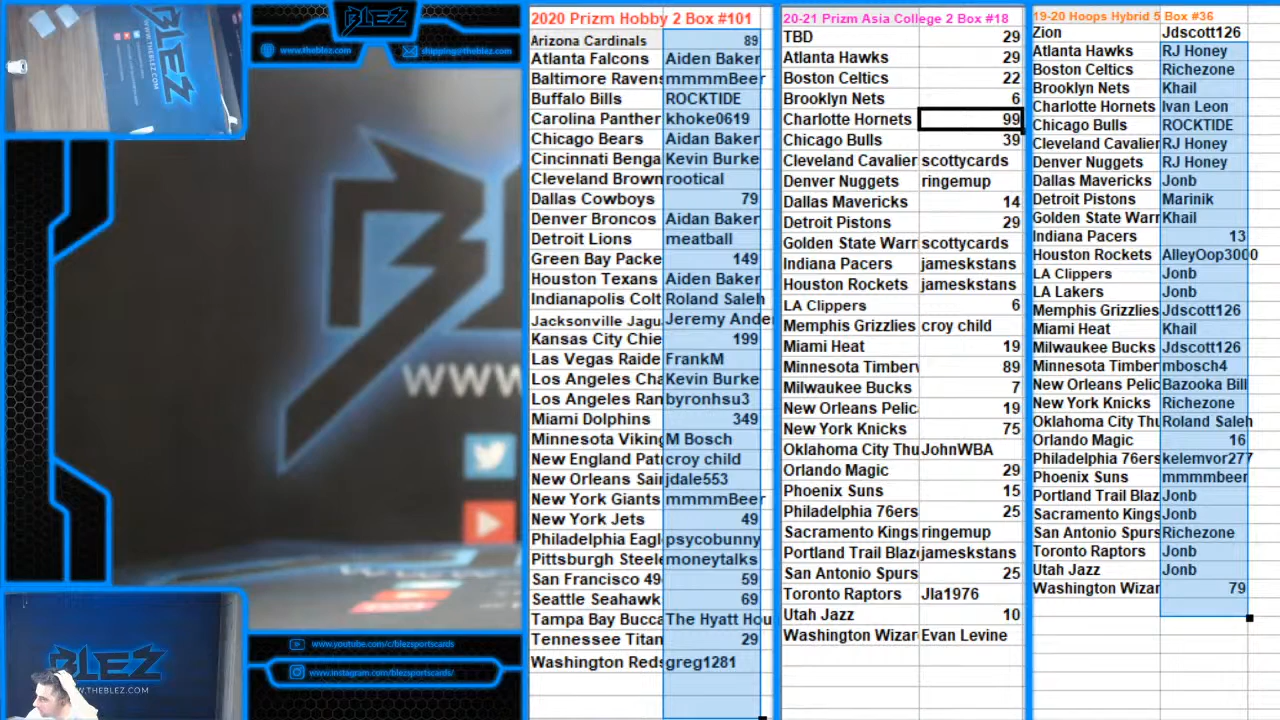 BLEZ
www.theblez.com
shipping@theblez.com
BLEZ
WWW
www.youtube.com/c/blezsportscards
www.instagram.com/blezsportscards/
BLEZ
WWW.THEBLEZ.COM
2020 Prizm Hobby 2 Box #101
Arizona Cardinals 89
Atlanta Falcons Aiden Baker
Baltimore Ravens mmmmBeer
Buffalo Bills ROCKTIDE
Carolina Panther khoke0619
Chicago Bears Aidan Baker
Cincinnati Benga Kevin Burke
Cleveland Brown rootical
Dallas Cowboys 79
Denver Broncos Aidan Baker
Detroit Lions meatball
Green Bay Packe 149
Houston Texans Aiden Baker
Indianapolis Colt Roland Saleh
Jacksonville Jagu Jeremy Ande
Kansas City Chie 199
Las Vegas Raide FrankM
Los Angeles Cha Kevin Burke
Los Angeles Ran byronhsu3
Miami Dolphins 349
Minnesota Viking M Bosch
New England Pat croy child
New Orleans Sai jdale553
New York Giants mmmmBeer
New York Jets 49
Philadelphia Eagl psycobunny
Pittsburgh Steele moneytalks
San Francisco 49 59
Seattle Seahawk 69
Tampa Bay Bucca The Hyatt Hou
Tennessee Titan 29
Washington Reds greg1281
20-21 Prizm Asia College 2 Box #18
TBD 29
Atlanta Hawks 29
Boston Celtics 22
Brooklyn Nets 6
Charlotte Hornets 99
Chicago Bulls 39
Cleveland Cavalier scottycards
Denver Nuggets ringemup
Dallas Mavericks 14
Detroit Pistons 29
Golden State Warr scottycards
Indiana Pacers jameskstans
Houston Rockets jameskstans
LA Clippers 6
Memphis Grizzlies croy child
Miami Heat 19
Minnesota Timberv 89
Milwaukee Bucks 7
New Orleans Pelic 19
New York Knicks 75
Oklahoma City Thu JohnWBA
Orlando Magic 29
Phoenix Suns 15
Philadelphia 76ers 25
Sacramento Kings ringemup
Portland Trail Blaz jameskstans
San Antonio Spurs 25
Toronto Raptors Jla1976
Utah Jazz 10
Washington Wizar Evan Levine
19-20 Hoops Hybrid 5 Box #36
Zion Jdscott126
Atlanta Hawks RJ Honey
Boston Celtics Richezone
Brooklyn Nets Khail
Charlotte Hornets Ivan Leon
Chicago Bulls ROCKTIDE
Cleveland Cavalier RJ Honey
Denver Nuggets RJ Honey
Dallas Mavericks Jonb
Detroit Pistons Marinik
Golden State Warr Khail
Indiana Pacers 13
Houston Rockets AlleyOop3000
LA Clippers Jonb
LA Lakers Jonb
Memphis Grizzlies Jdscott126
Miami Heat Khail
Milwaukee Bucks Jdscott126
Minnesota Timber mbosch4
New Orleans Pelic Bazooka Bill
New York Knicks Richezone
Oklahoma City Thu Roland Saleh
Orlando Magic 16
Philadelphia 76ers kelemvor277
Phoenix Suns mmmmbeer
Portland Trail Blaz Jonb
Sacramento Kings Jonb
San Antonio Spurs Richezone
Toronto Raptors Jonb
Utah Jazz Jonb
Washington Wizar 79